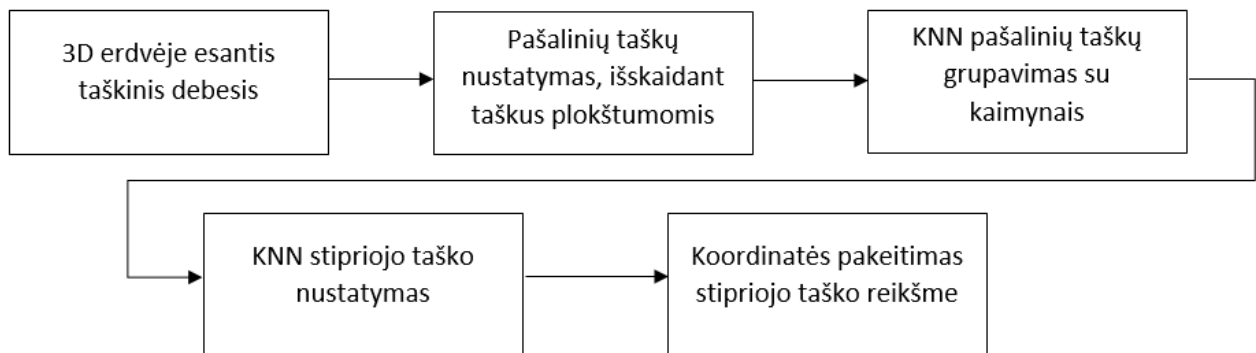 3D erdvėje esantis
taškinis debesis
Pašalinių taškų
nustatymas, išskaidant
taškus plokštumomis
KNN pašalinių taškų
grupavimas su
kaimynais
KNN stipriojo taško
nustatymas
Koordinatės pakeitimas
stipriojo taško reikšme